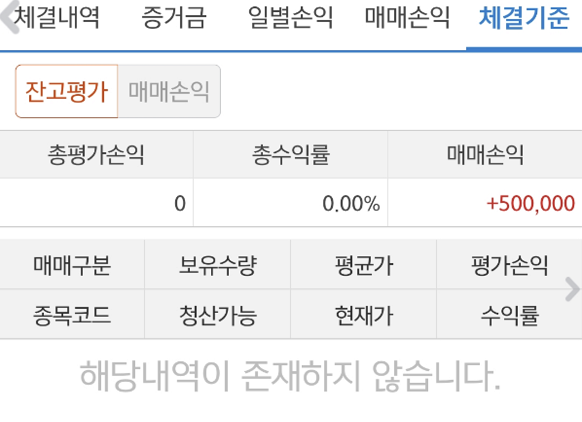 체결내역 증거금 일별손익 매매손익 체결기준
잔고평가 매매손익
총평가손익 총수익률 매매손익
0 0.00% +500,000
매매구분 보유수량 평균가 평가손익
종목코드 청산가능 현재가 수익률
해당내역이 존재하지 않습니다.